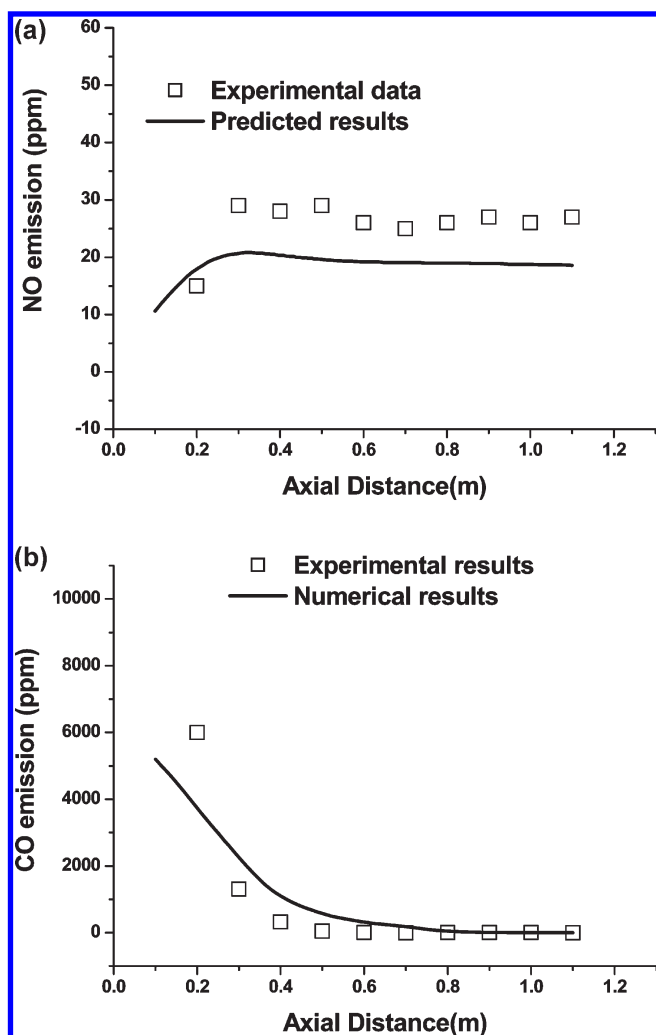 (a)
60
Experimental data
50
Predicted results
40
30
20
10
0
-10
NO emission (ppm)
0.0 0.2 0.4 0.6 0.8 1.0 1.2
Axial Distance(m)
(b)
Experimental results
Numerical results
10000
8000
6000
4000
2000
0
CO emission (ppm)
0.0 0.2 0.4 0.6 0.8 1.0 1.2
Axial Distance(m)